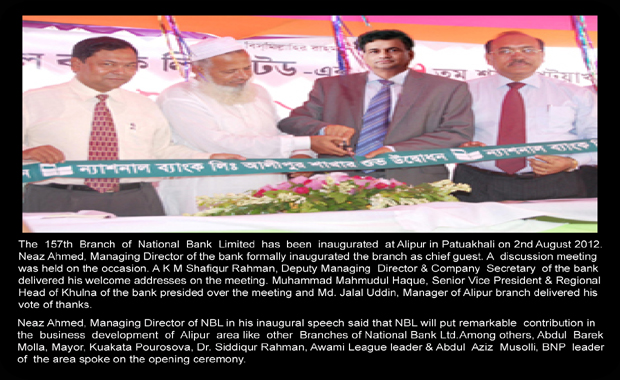 বিসমিল্লাহির রাহমা
ল ব্যাংক লি
টেড -এর
তম শা
ন্যাশনাল ব্যাংক লিঃ আলীপুর শাখার শুভ উদ্বোধন
The 157th Branch of National Bank Limited has been inaugurated at Alipur in Patuakhali on 2nd August 2012.
Neaz Ahmed, Managing Director of the bank formally inaugurated the branch as chief guest. A discussion meeting
was held on the occasion. A K M Shafiqur Rahman, Deputy Managing Director & Company Secretary of the bank
delivered his welcome addresses on the meeting. Muhammad Mahmudul Haque, Senior Vice President & Regional
Head of Khulna of the bank presided over the meeting and Md. Jalal Uddin, Manager of Alipur branch delivered his
vote of thanks.
Neaz Ahmed, Managing Director of NBL in his inaugural speech said that NBL will put remarkable contribution in
the business development of Alipur area like other Branches of National Bank Ltd.Among others, Abdul Barek
Molla, Mayor, Kuakata Pourosova, Dr. Siddiqur Rahman, Awami League leader & Abdul Aziz Musolli, BNP leader
of the area spoke on the opening ceremony.